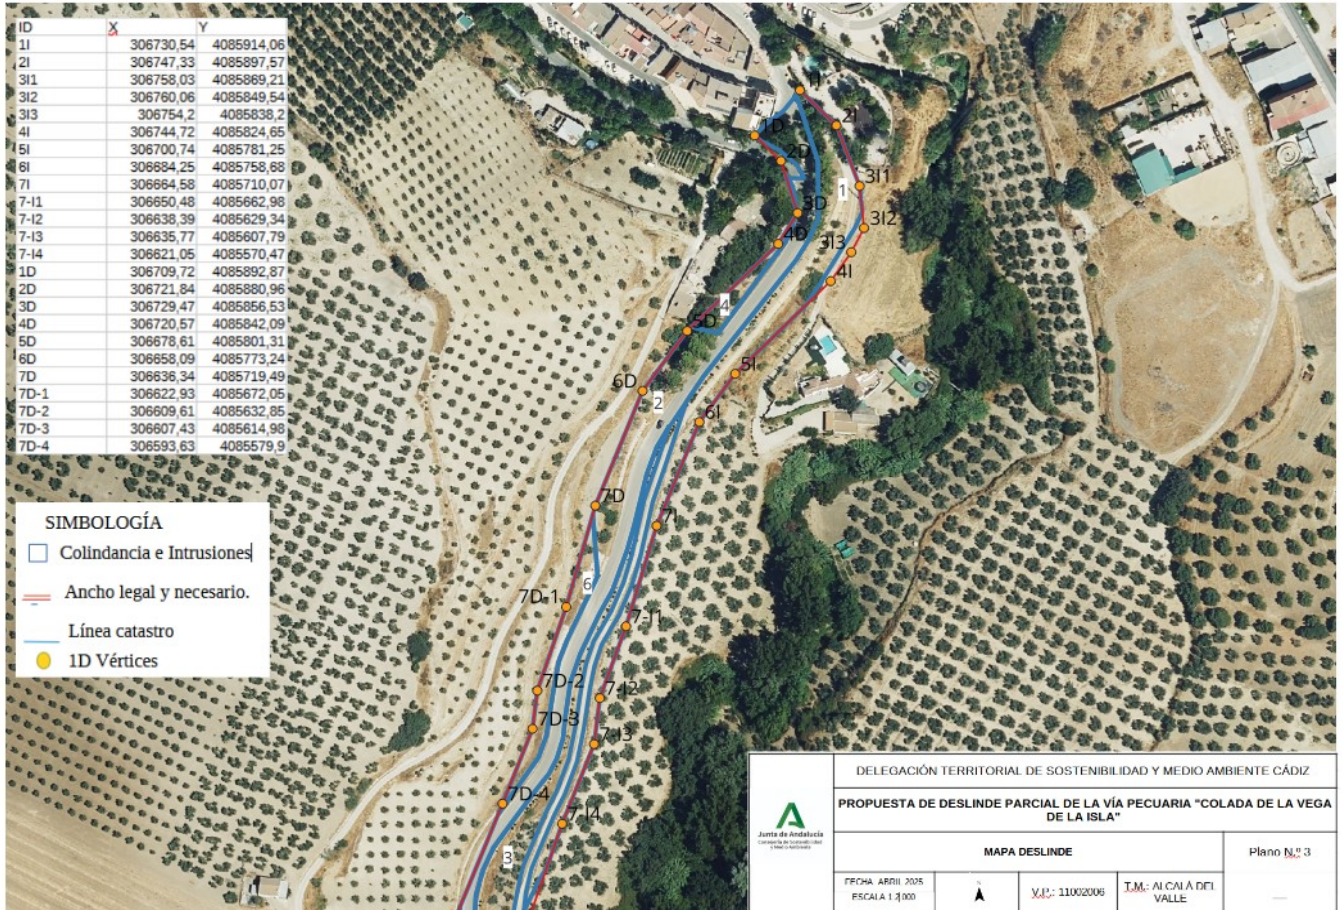 ID X Y
1I 306730,54 4085914,06
2I 306747,33 4085897,57
3I1 306758,03 4085869,21
3I2 306760,06 4085849,54
3I3 306754,2 4085838,2
4I 306744,72 4085824,65
5I 306700,74 4085781,25
6I 306684,25 4085758,68
7I 306664,58 4085710,07
7-I1 306650,48 4085662,98
7-I2 306638,39 4085629,34
7-I3 306635,77 4085607,79
7-I4 306621,05 4085570,47
1D 306709,72 4085892,87
2D 306721,84 4085880,96
3D 306729,47 4085856,53
4D 306720,57 4085842,09
5D 306678,61 4085801,31
6D 306658,09 4085773,24
7D 306636,34 4085719,49
7D-1 306622,93 4085672,05
7D-2 306609,61 4085632,85
7D-3 306607,43 4085614,98
7D-4 306593,63 4085579,9
SIMBOLOGÍA
Colindancia e Intrusiones
Ancho legal y necesario.
Línea catastro
1D Vértices
1I
2I
1D
2D
3I1
1
3D
3I2
4D
3I3
4I
4
5D
5I
6D
2
6I
7D
7I
6
7D-1
7-I1
7D-2
7-I2
7D-3
7-I3
7D-4
7-I4
3
DELEGACIÓN TERRITORIAL DE SOSTENIBILIDAD Y MEDIO AMBIENTE CÁDIZ
PROPUESTA DE DESLINDE PARCIAL DE LA VÍA PECUARIA "COLADA DE LA VEGA
DE LA ISLA"
Junta de Andalucía
MAPA DESLINDE
Plano N.º 3
FECHA ABRIL 2025
ESCALA 1:2000
V.P.: 11002006
T.M.: ALCALÁ DEL
VALLE